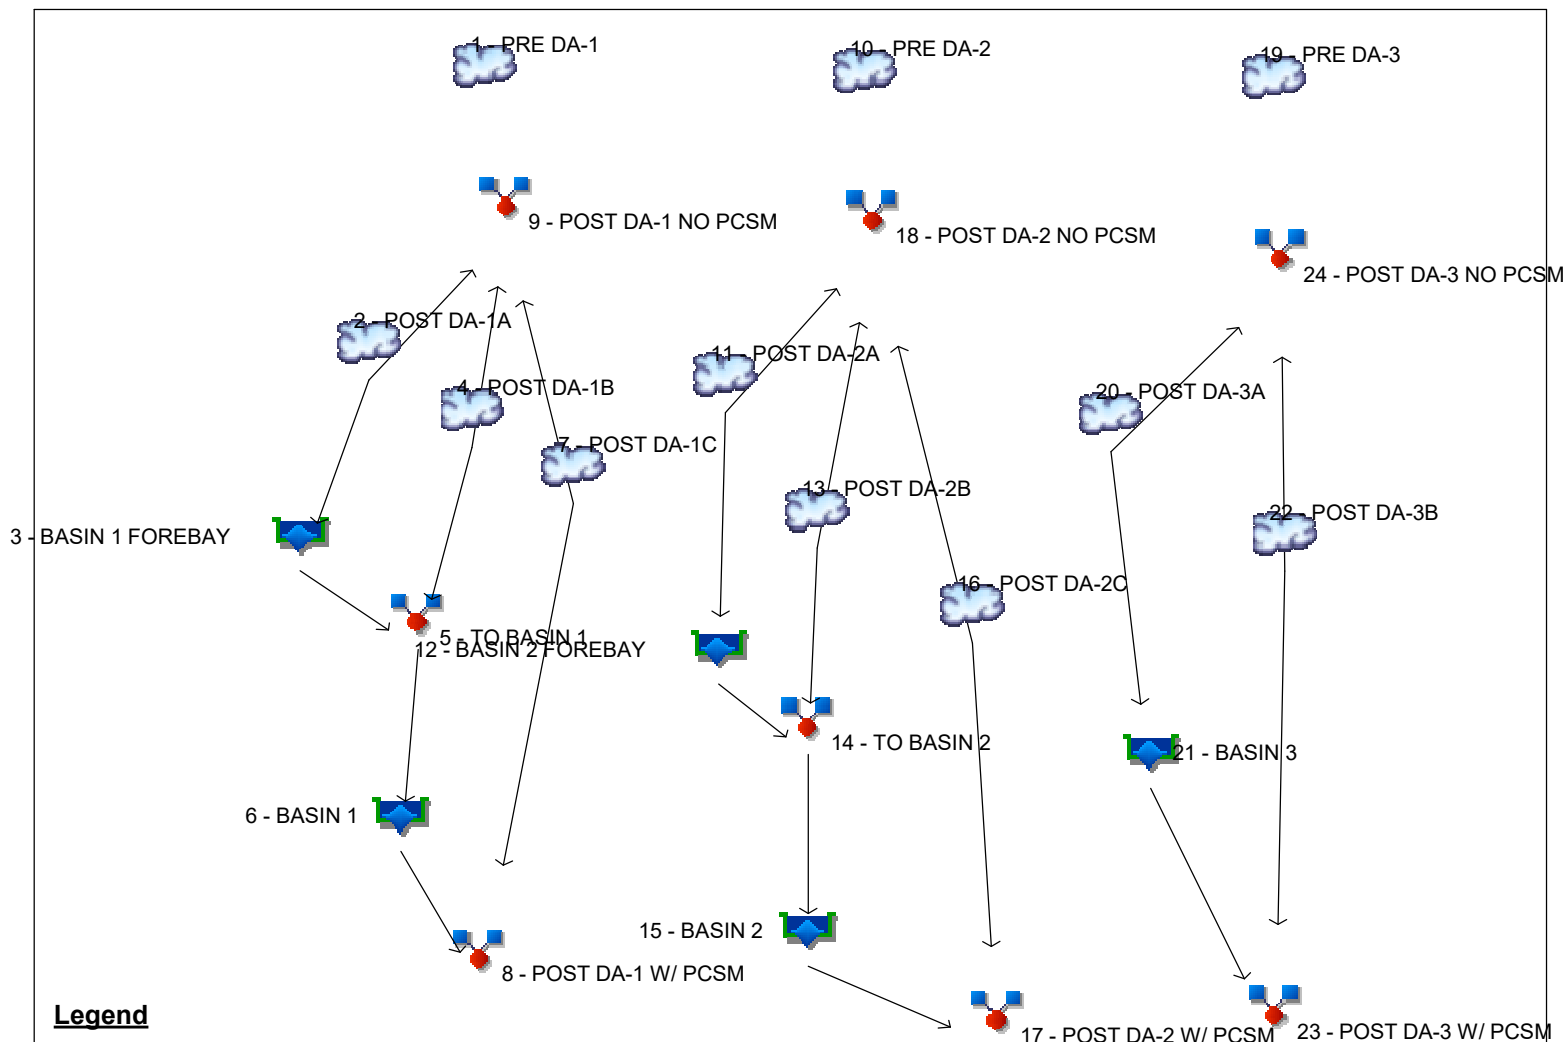 1 - PRE DA-1
10 - PRE DA-2
19 - PRE DA-3
9 - POST DA-1 NO PCSM
18 - POST DA-2 NO PCSM
24 - POST DA-3 NO PCSM
2 - POST DA-1A
11 - POST DA-2A
4 - POST DA-1B
20 - POST DA-3A
7 - POST DA-1C
13 - POST DA-2B
22 - POST DA-3B
3 - BASIN 1 FOREBAY
16 - POST DA-2C
5 - TO BASIN 1
12 - BASIN 2 FOREBAY
14 - TO BASIN 2
21 - BASIN 3
6 - BASIN 1
15 - BASIN 2
8 - POST DA-1 W/ PCSM
Legend
17 - POST DA-2 W/ PCSM
23 - POST DA-3 W/ PCSM